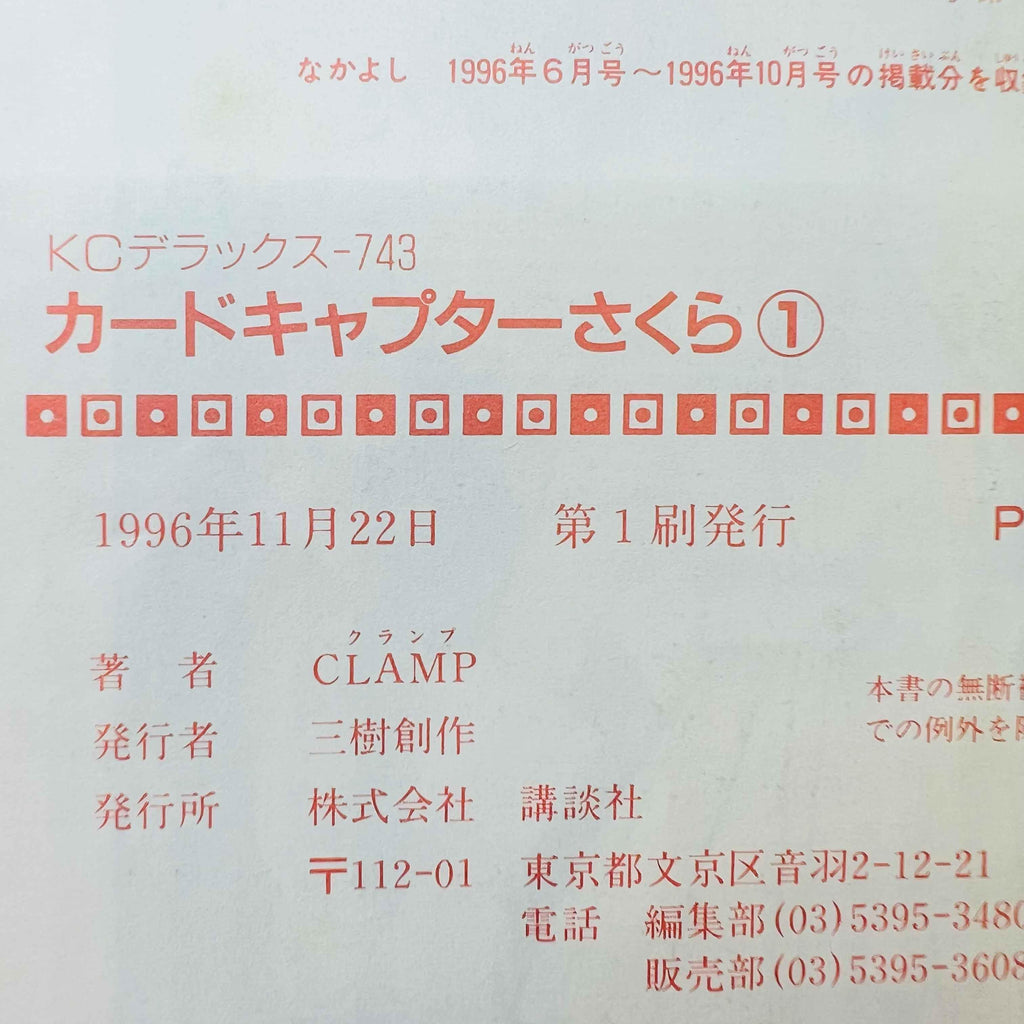 なかよし 1996年6月号～1996年10月号の掲載分を収
KCデラックス-743
カードキャプターさくら①
1996年11月22日 第1刷発行 P
著 者 CLAMP クランプ
発行者 三樹創作
発行所 株式会社 講談社
〒112-01 東京都文京区音羽2-12-21
電話 編集部(03)5395-3480
販売部(03)5395-3608
本書の無断
での例外を